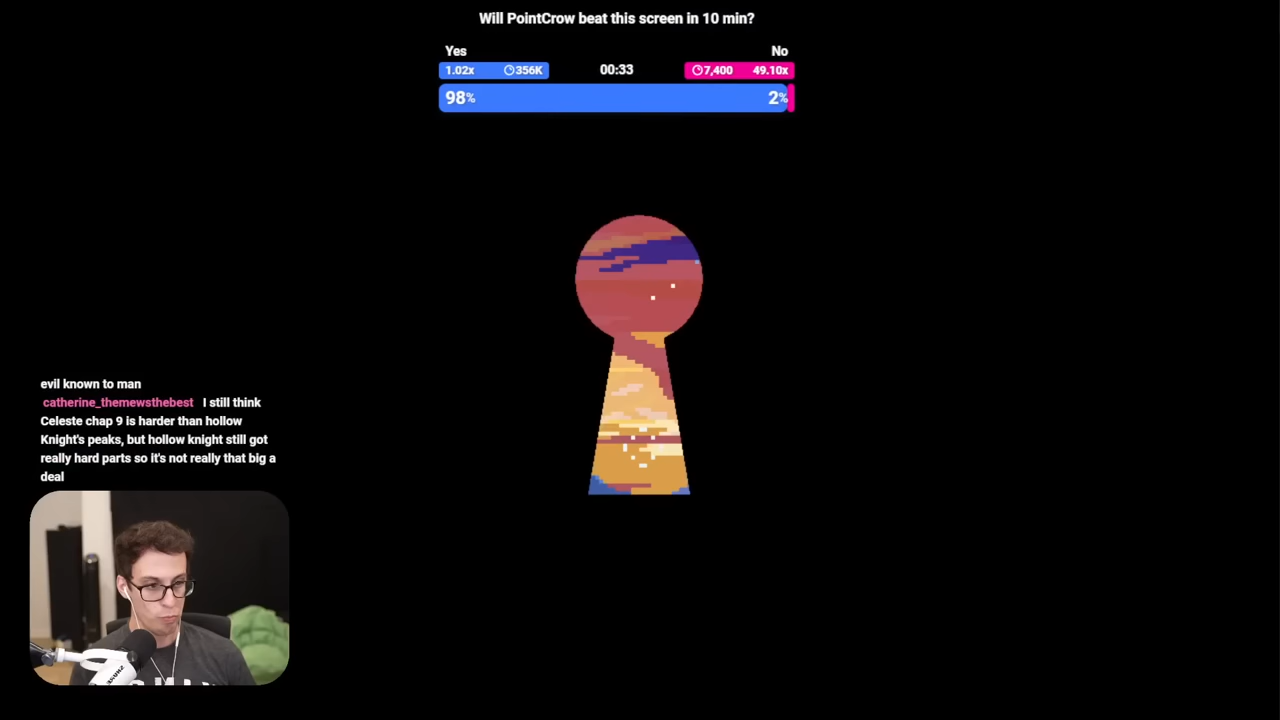 Will PointCrow beat this screen in 10 min?
Yes
No
1.02x 356K
00:33
7,400 49.10x
98%
2%
evil known to man
catherine_themewsthebest I still think
Celeste chap 9 is harder than hollow
Knight's peaks, but hollow knight still got
really hard parts so it's not really that big a
deal